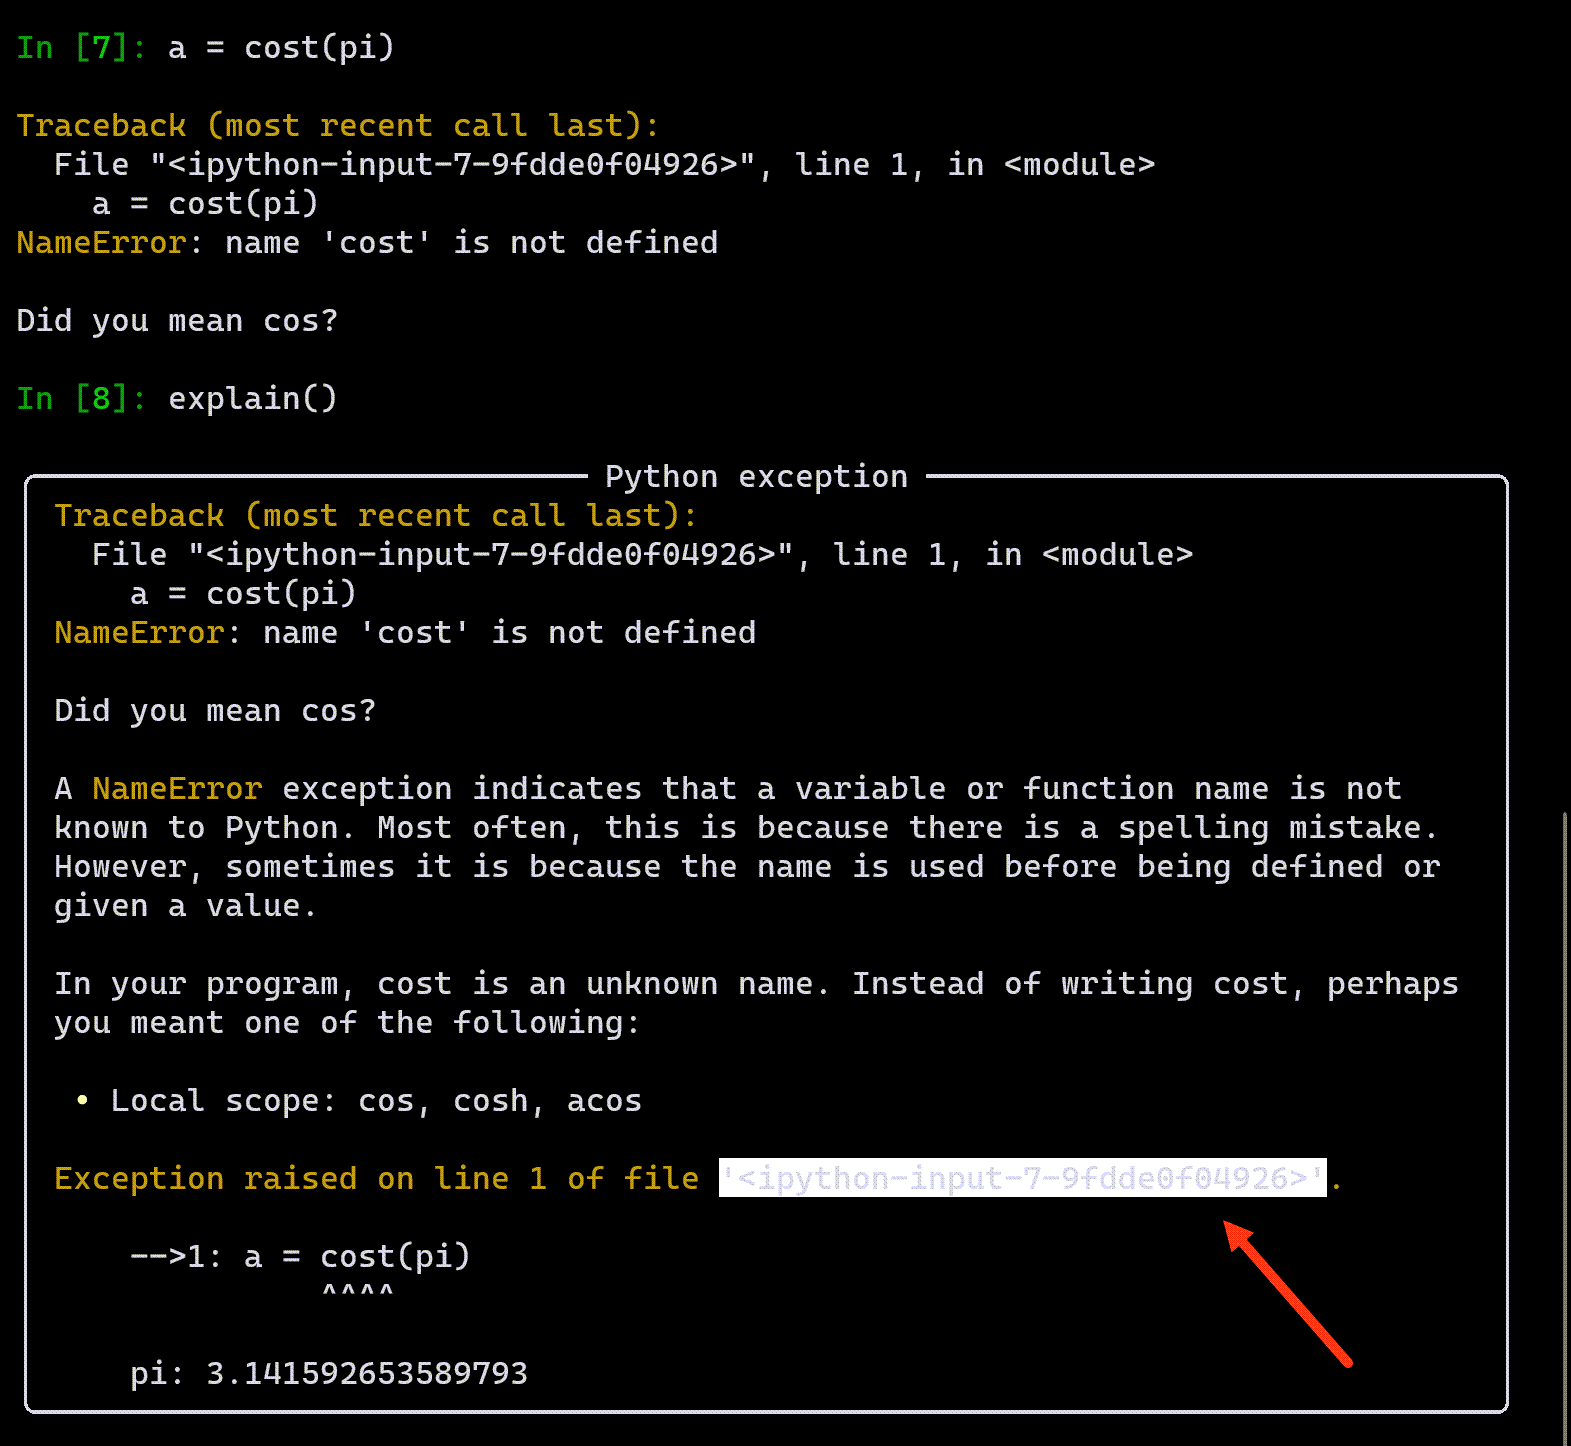 In [7]: a = cost(pi)
Traceback (most recent call last):
File "<ipython-input-7-9fdde0f04926>", line 1, in <module>
a = cost(pi)
NameError: name 'cost' is not defined
Did you mean cos?
In [8]: explain()
Python exception
Traceback (most recent call last):
File "<ipython-input-7-9fdde0f04926>", line 1, in <module>
a = cost(pi)
NameError: name 'cost' is not defined
Did you mean cos?
A NameError exception indicates that a variable or function name is not
known to Python. Most often, this is because there is a spelling mistake.
However, sometimes it is because the name is used before being defined or
given a value.
In your program, cost is an unknown name. Instead of writing cost, perhaps
you meant one of the following:
• Local scope: cos, cosh, acos
Exception raised on line 1 of file '<ipython-input-7-9fdde0f04926>'.
-->1: a = cost(pi)
^^^^
pi: 3.141592653589793